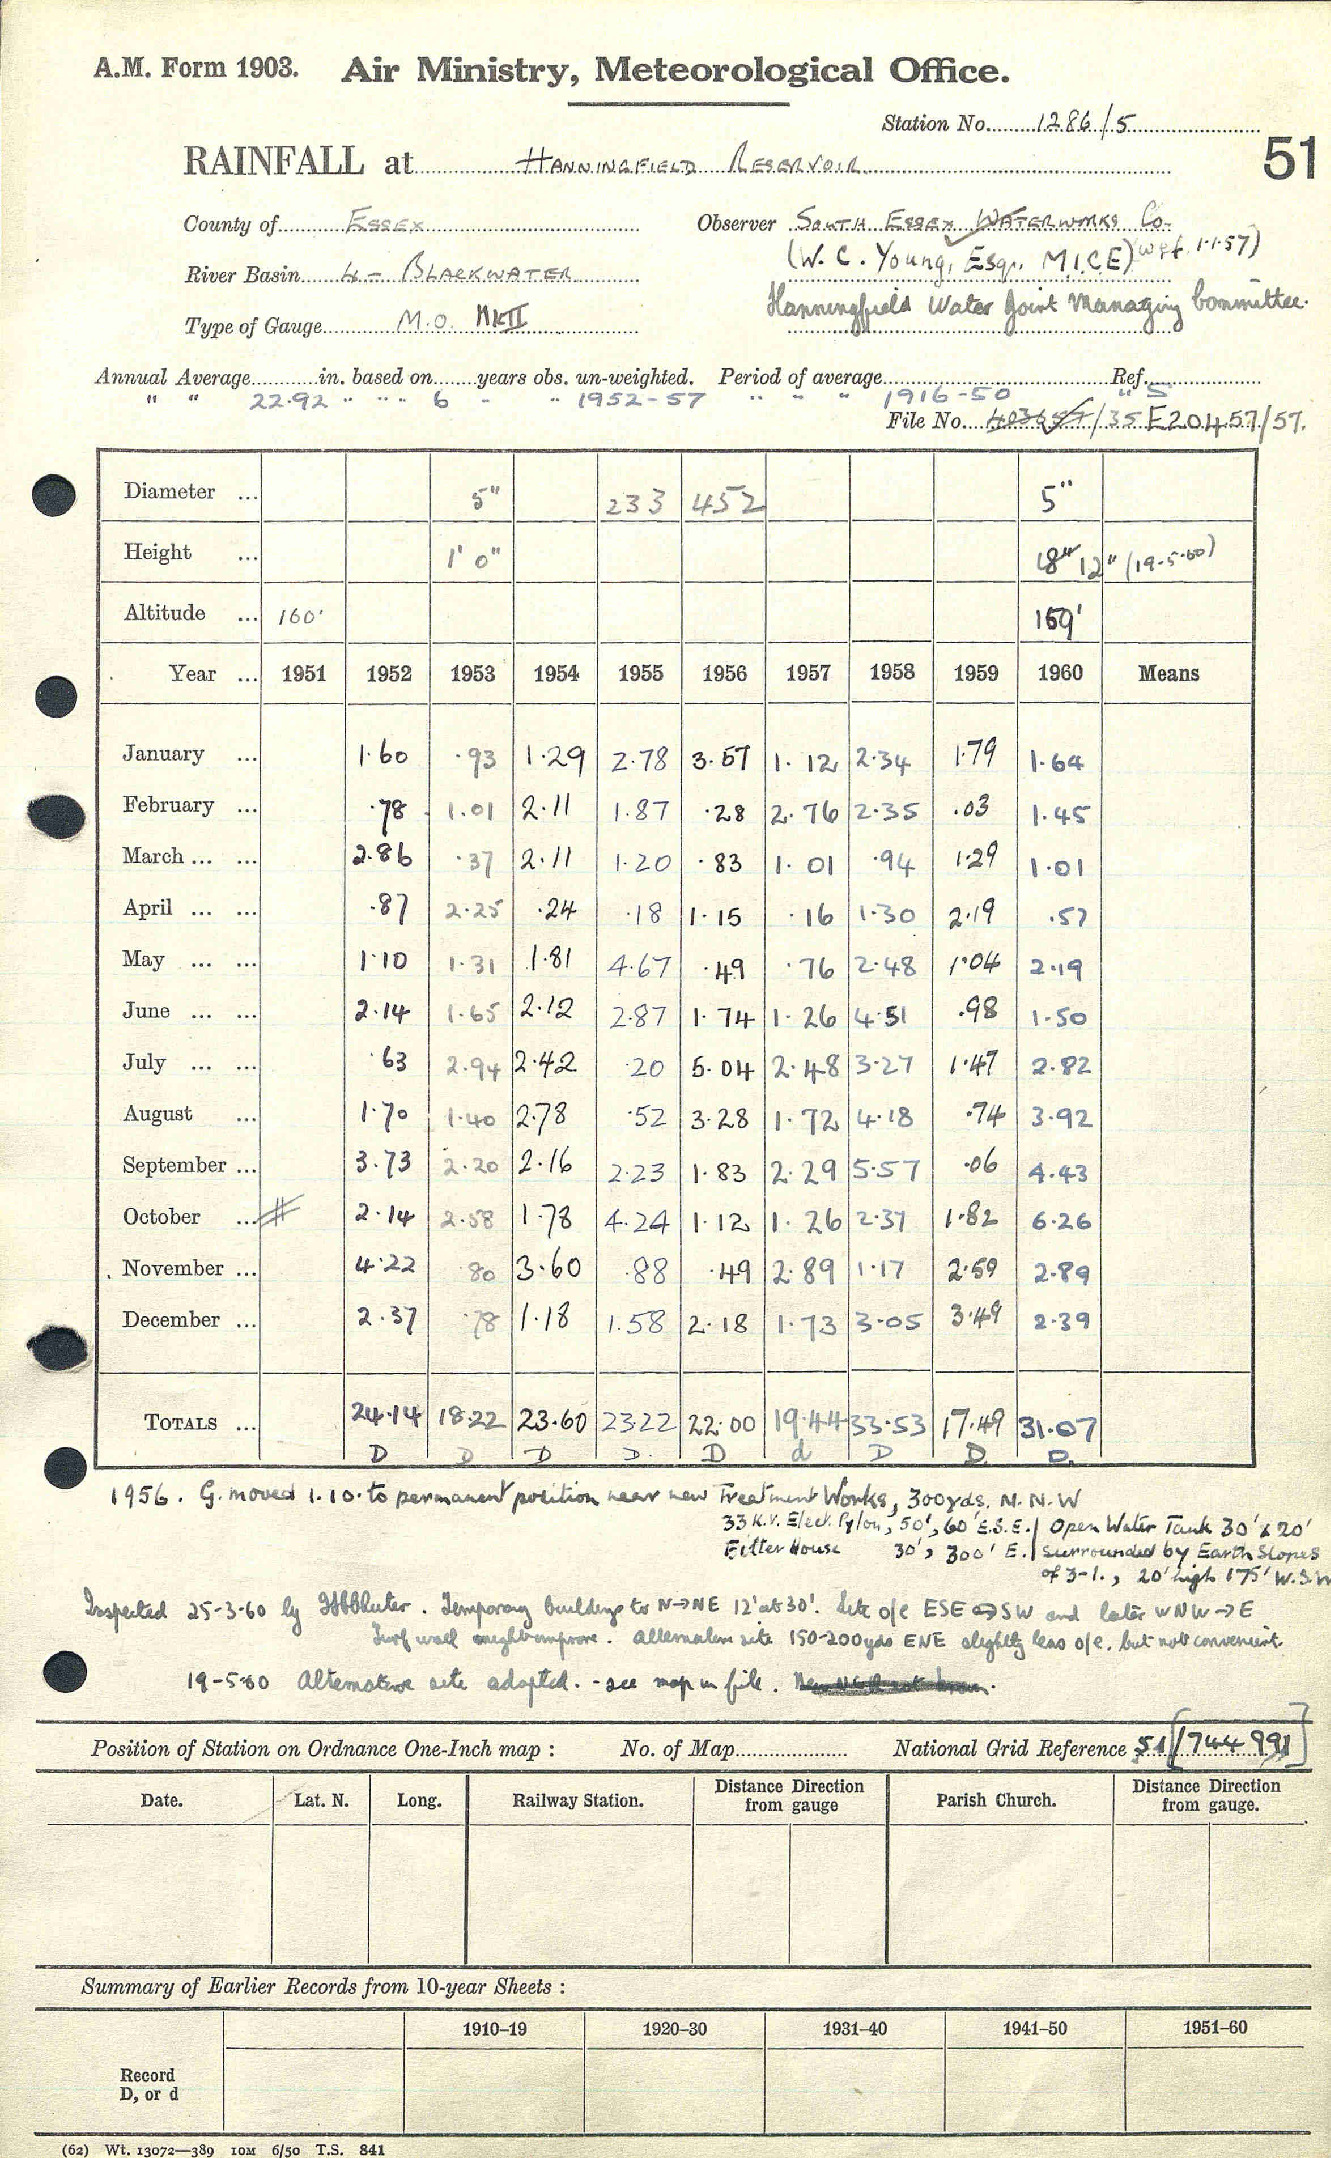 A.M. Form 1903. Air Ministry, Meteorological Office.
Station No. 1286/5
RAINFALL at HANNINGFIELD RESERVOIR 51
County of ESSEX Observer SOUTH ESSEX WATERWORKS CO.
(W. C. Young, Esq., M.I.C.E) (wef 1.1.57)
River Basin 4 - BLACKWATER
Hanningfield Water Joint Managing Committee.
Type of Gauge M.O. MkII
Annual Average in. based on years obs. un-weighted. Period of average Ref.
" " 22.92 " " " 6 " " 1952-57 " " " 1916-50 " 5
File No. /35 E20457/57.
Diameter ... 5" 233 452 5"
Height ... 1' 0" 18" 12" (19-5-60)
Altitude ... 160' 159'
Year ... 1951 1952 1953 1954 1955 1956 1957 1958 1959 1960 Means
January ... 1.60 .93 1.29 2.78 3.57 1.12 2.34 1.79 1.64
February ... .78 1.01 2.11 1.87 .28 2.76 2.35 .03 1.45
March ... ... 2.86 .37 2.11 1.20 .83 1.01 .94 1.29 1.01
April ... ... .87 2.25 .24 .18 1.15 .16 1.30 2.19 .57
May ... ... 1.10 1.31 1.81 4.67 .49 .76 2.48 1.04 2.19
June ... ... 2.14 1.65 2.12 2.87 1.74 1.26 4.51 .98 1.50
July ... ... .63 2.94 2.42 .20 5.04 2.48 3.27 1.47 2.82
August ... 1.70 1.40 2.78 .52 3.28 1.72 4.18 .74 3.92
September ... 3.73 2.20 2.16 2.23 1.83 2.29 5.57 .06 4.43
October ... 2.14 2.58 1.78 4.24 1.12 1.26 2.37 1.82 6.26
November ... 4.22 .80 3.60 .88 .49 2.89 1.17 2.59 2.89
December ... 2.37 .78 1.18 1.58 2.18 1.73 3.05 3.49 2.39
TOTALS ... 24.14 18.22 23.60 23.22 22.00 19.44 33.53 17.49 31.07
D D D D. D d D D D.
1956. G. moved 1.10. to permanent position near new Treatment Works, 300yds. N.N.W
33 K.V. Elect. Pylon, 50', 60' E.S.E. / Open Water Tank 30' x 20'
Filter House 30', 300' E. / surrounded by Earth Slopes
of 3-1., 20' high 175' W.S.W
Inspected 25-3-60 by . Temporary buildings to N→NE 12' at 30'. Site o/e ESE SW and later WNW→E
Turf wall might improve. Alternative site 150-200yds ENE slightly less o/e. but not convenient.
19-5-60 Alternative site adopted. - see map in file.
Position of Station on Ordnance One-Inch map : No. of Map National Grid Reference 51 [744 991]
Date. Lat. N. Long. Railway Station. Distance Direction from gauge Parish Church. Distance Direction from gauge.
Summary of Earlier Records from 10-year Sheets :
1910-19 1920-30 1931-40 1941-50 1951-60
Record
D, or d
(62) Wt. 13072—389 10M 6/50 T.S. 841